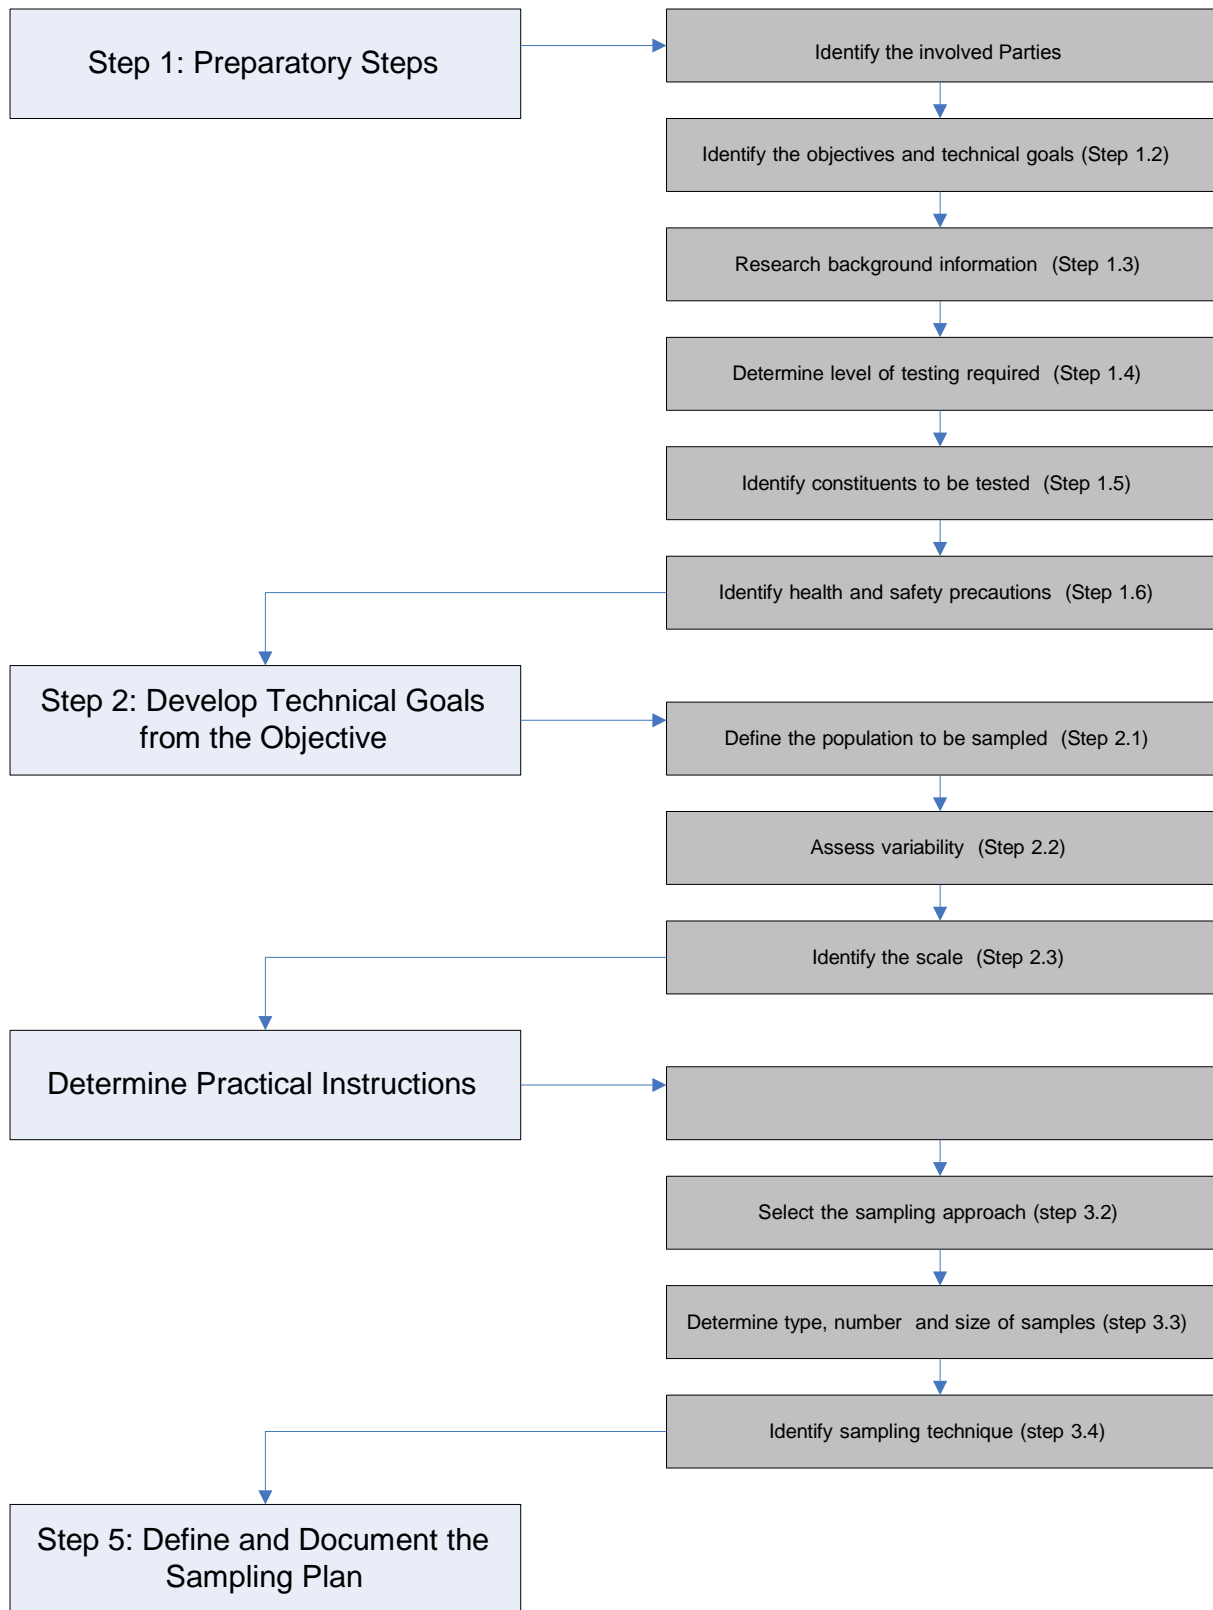 Step 1: Preparatory Steps
Identify the involved Parties
Identify the objectives and technical goals (Step 1.2)
Research background information (Step 1.3)
Determine level of testing required (Step 1.4)
Identify constituents to be tested (Step 1.5)
Identify health and safety precautions (Step 1.6)
Step 2: Develop Technical Goals
from the Objective
Define the population to be sampled (Step 2.1)
Assess variability (Step 2.2)
Identify the scale (Step 2.3)
Determine Practical Instructions
Select the sampling approach (step 3.2)
Determine type, number and size of samples (step 3.3)
Identify sampling technique (step 3.4)
Step 5: Define and Document the
Sampling Plan